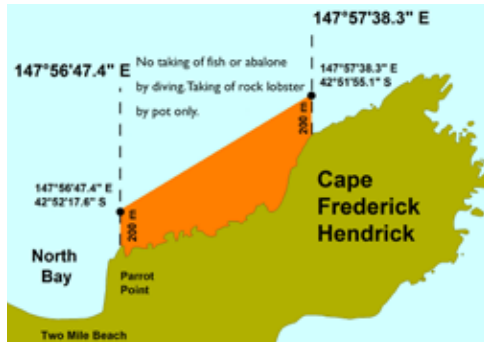 147°57'38.3" E
147°56'47.4" E
No taking of fish or abalone
by diving. Taking of rock lobster
by pot only.
147°57'38.3" E
42°51'55.1" S
200 m
147°56'47.4" E
42°52'17.6" S
200 m
Cape
Frederick
Hendrick
North
Bay
Parrot
Point
Two Mile Beach